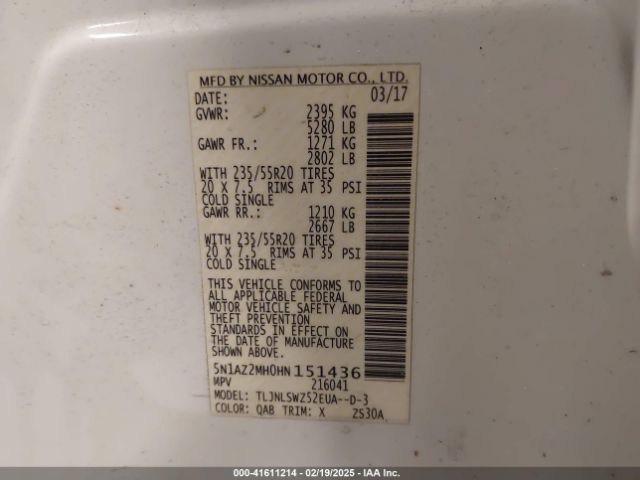 MFD BY NISSAN MOTOR CO., LTD.
DATE: 03/17
GVWR: 2395 KG
5280 LB
GAWR FR.: 1271 KG
2802 LB
WITH 235/55R20 TIRES
20 X 7.5 RIMS AT 35 PSI
COLD SINGLE
GAWR RR.: 1210 KG
2667 LB
WITH 235/55R20 TIRES
20 X 7.5 RIMS AT 35 PSI
COLD SINGLE
THIS VEHICLE CONFORMS TO
ALL APPLICABLE FEDERAL
MOTOR VEHICLE SAFETY AND
THEFT PREVENTION
STANDARDS IN EFFECT ON
THE DATE OF MANUFACTURE
SHOWN ABOVE.
5N1AZ2MH0HN151436
MPV 216041
MODEL: TLJNLSWZ52EUA--D-3
COLOR: QAB TRIM: X ZS30A
000-41611214 - 02/19/2025 - IAA Inc.